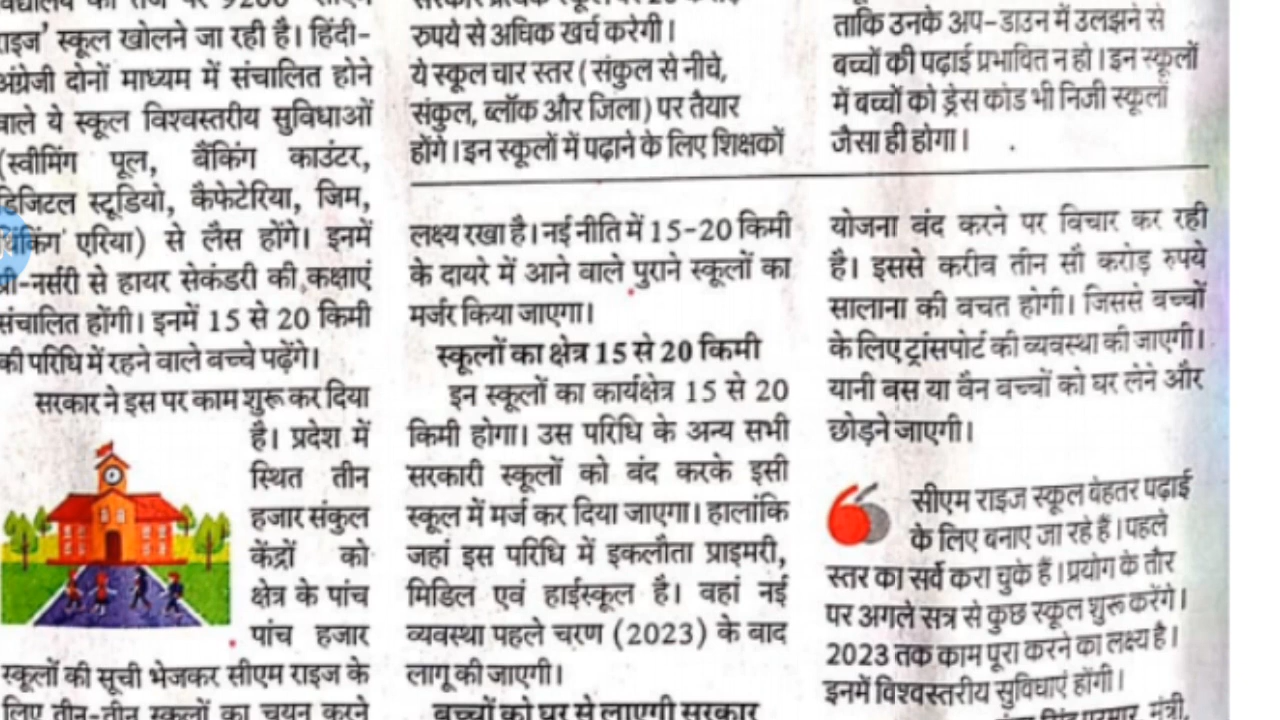 राइज' स्कूल खोलने जा रही है। हिंदी-
अंग्रेजी दोनों माध्यम में संचालित होने
वाले ये स्कूल विश्वस्तरीय सुविधाओं
(स्वीमिंग पूल, बैंकिंग काउंटर,
डिजिटल स्टूडियो, कैफेटेरिया, जिम,
थिंकिंग एरिया) से लैस होंगे। इनमें
प्री-नर्सरी से हायर सेकंडरी की कक्षाएं
संचालित होंगी। इनमें 15 से 20 किमी
की परिधि में रहने वाले बच्चे पढ़ेंगे।
सरकार ने इस पर काम शुरू कर दिया
है। प्रदेश में
स्थित तीन
हजार संकुल
केंद्रों को
क्षेत्र के पांच
पांच हजार
स्कूलों की सूची भेजकर सीएम राइज के
लिए तीन-तीन स्कूलों का चयन करने
रुपये से अधिक खर्च करेगी।
ये स्कूल चार स्तर (संकुल से नीचे,
संकुल, ब्लॉक और जिला) पर तैयार
होंगे। इन स्कूलों में पढ़ाने के लिए शिक्षकों
ताकि उनके अप-डाउन में उलझने से
बच्चों की पढ़ाई प्रभावित न हो। इन स्कूलों
में बच्चों को ड्रेस कोड भी निजी स्कूलों
जैसा ही होगा।
लक्ष्य रखा है। नई नीति में 15-20 किमी
के दायरे में आने वाले पुराने स्कूलों का
मर्जर किया जाएगा।
स्कूलों का क्षेत्र 15 से 20 किमी
इन स्कूलों का कार्यक्षेत्र 15 से 20
किमी होगा। उस परिधि के अन्य सभी
सरकारी स्कूलों को बंद करके इसी
स्कूल में मर्ज कर दिया जाएगा। हालांकि
जहां इस परिधि में इकलौता प्राइमरी,
मिडिल एवं हाईस्कूल है। वहां नई
व्यवस्था पहले चरण (2023) के बाद
लागू की जाएगी।
बच्चों को घर से लाएगी सरकार
योजना बंद करने पर विचार कर रही
है। इससे करीब तीन सौ करोड़ रुपये
सालाना की बचत होगी। जिससे बच्चों
के लिए ट्रांसपोर्ट की व्यवस्था की जाएगी।
यानी बस या वैन बच्चों को घर लेने और
छोड़ने जाएगी।
सीएम राइज स्कूल बेहतर पढ़ाई
के लिए बनाए जा रहे हैं। पहले
स्तर का सर्वे करा चुके हैं। प्रयोग के तौर
पर अगले सत्र से कुछ स्कूल शुरू करेंगे।
2023 तक काम पूरा करने का लक्ष्य है।
इनमें विश्वस्तरीय सुविधाएं होंगी।
मंत्री,